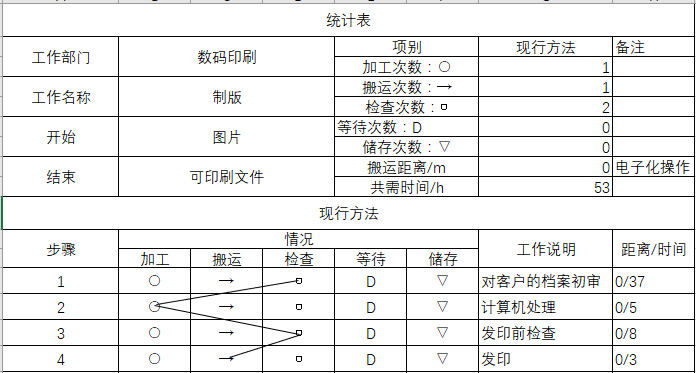 统计表
工作部门 数码印刷 项别 现行方法 备注
加工次数：○ 1
工作名称 制版 搬运次数：→ 1
检查次数：▫ 2
开始 图片 等待次数：D 0
储存次数：▽ 0
结束 可印刷文件 搬运距离/m 0 电子化操作
共需时间/h 53
现行方法
步骤 情况 工作说明 距离/时间
加工 搬运 检查 等待 储存
1 ○ → ▫ D ▽ 对客户的档案初审 0/37
2 ○ → ▫ D ▽ 计算机处理 0/5
3 ○ → ▫ D ▽ 发印前检查 0/8
4 ○ → ▫ D ▽ 发印 0/3